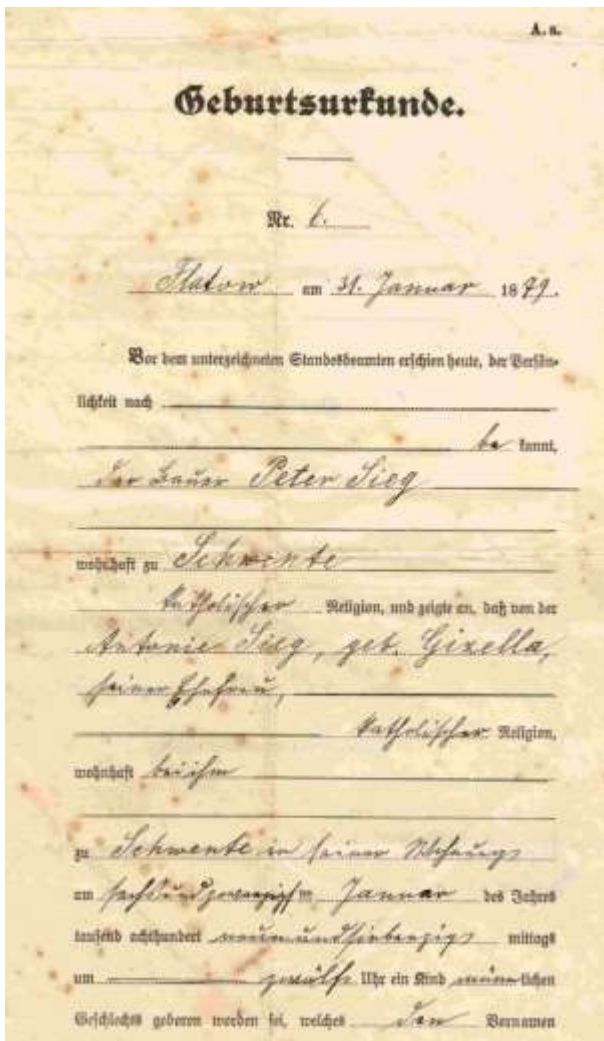 A. a.
Geburtsurkunde.
Nr. 6.
Flatow am 31. Januar 1879.
Vor dem unterzeichneten Standesbeamten erschien heute, der Persön-
lichkeit nach
be kannt,
der Bauer Peter Sieg
wohnhaft zu Schwente
katholischer Religion, und zeigte an, daß von der
Antonie Sieg, geb. Gizella,
seiner Ehefrau,
katholischer Religion,
wohnhaft bei ihm
zu Schwente in seiner Wohnung
am sechsundzwanzigsten Januar des Jahres
tausend achthundert neunundsiebenzig mittags
um zwölf Uhr ein Kind männlichen
Geschlechts geboren worden sei, welches den Vornamen